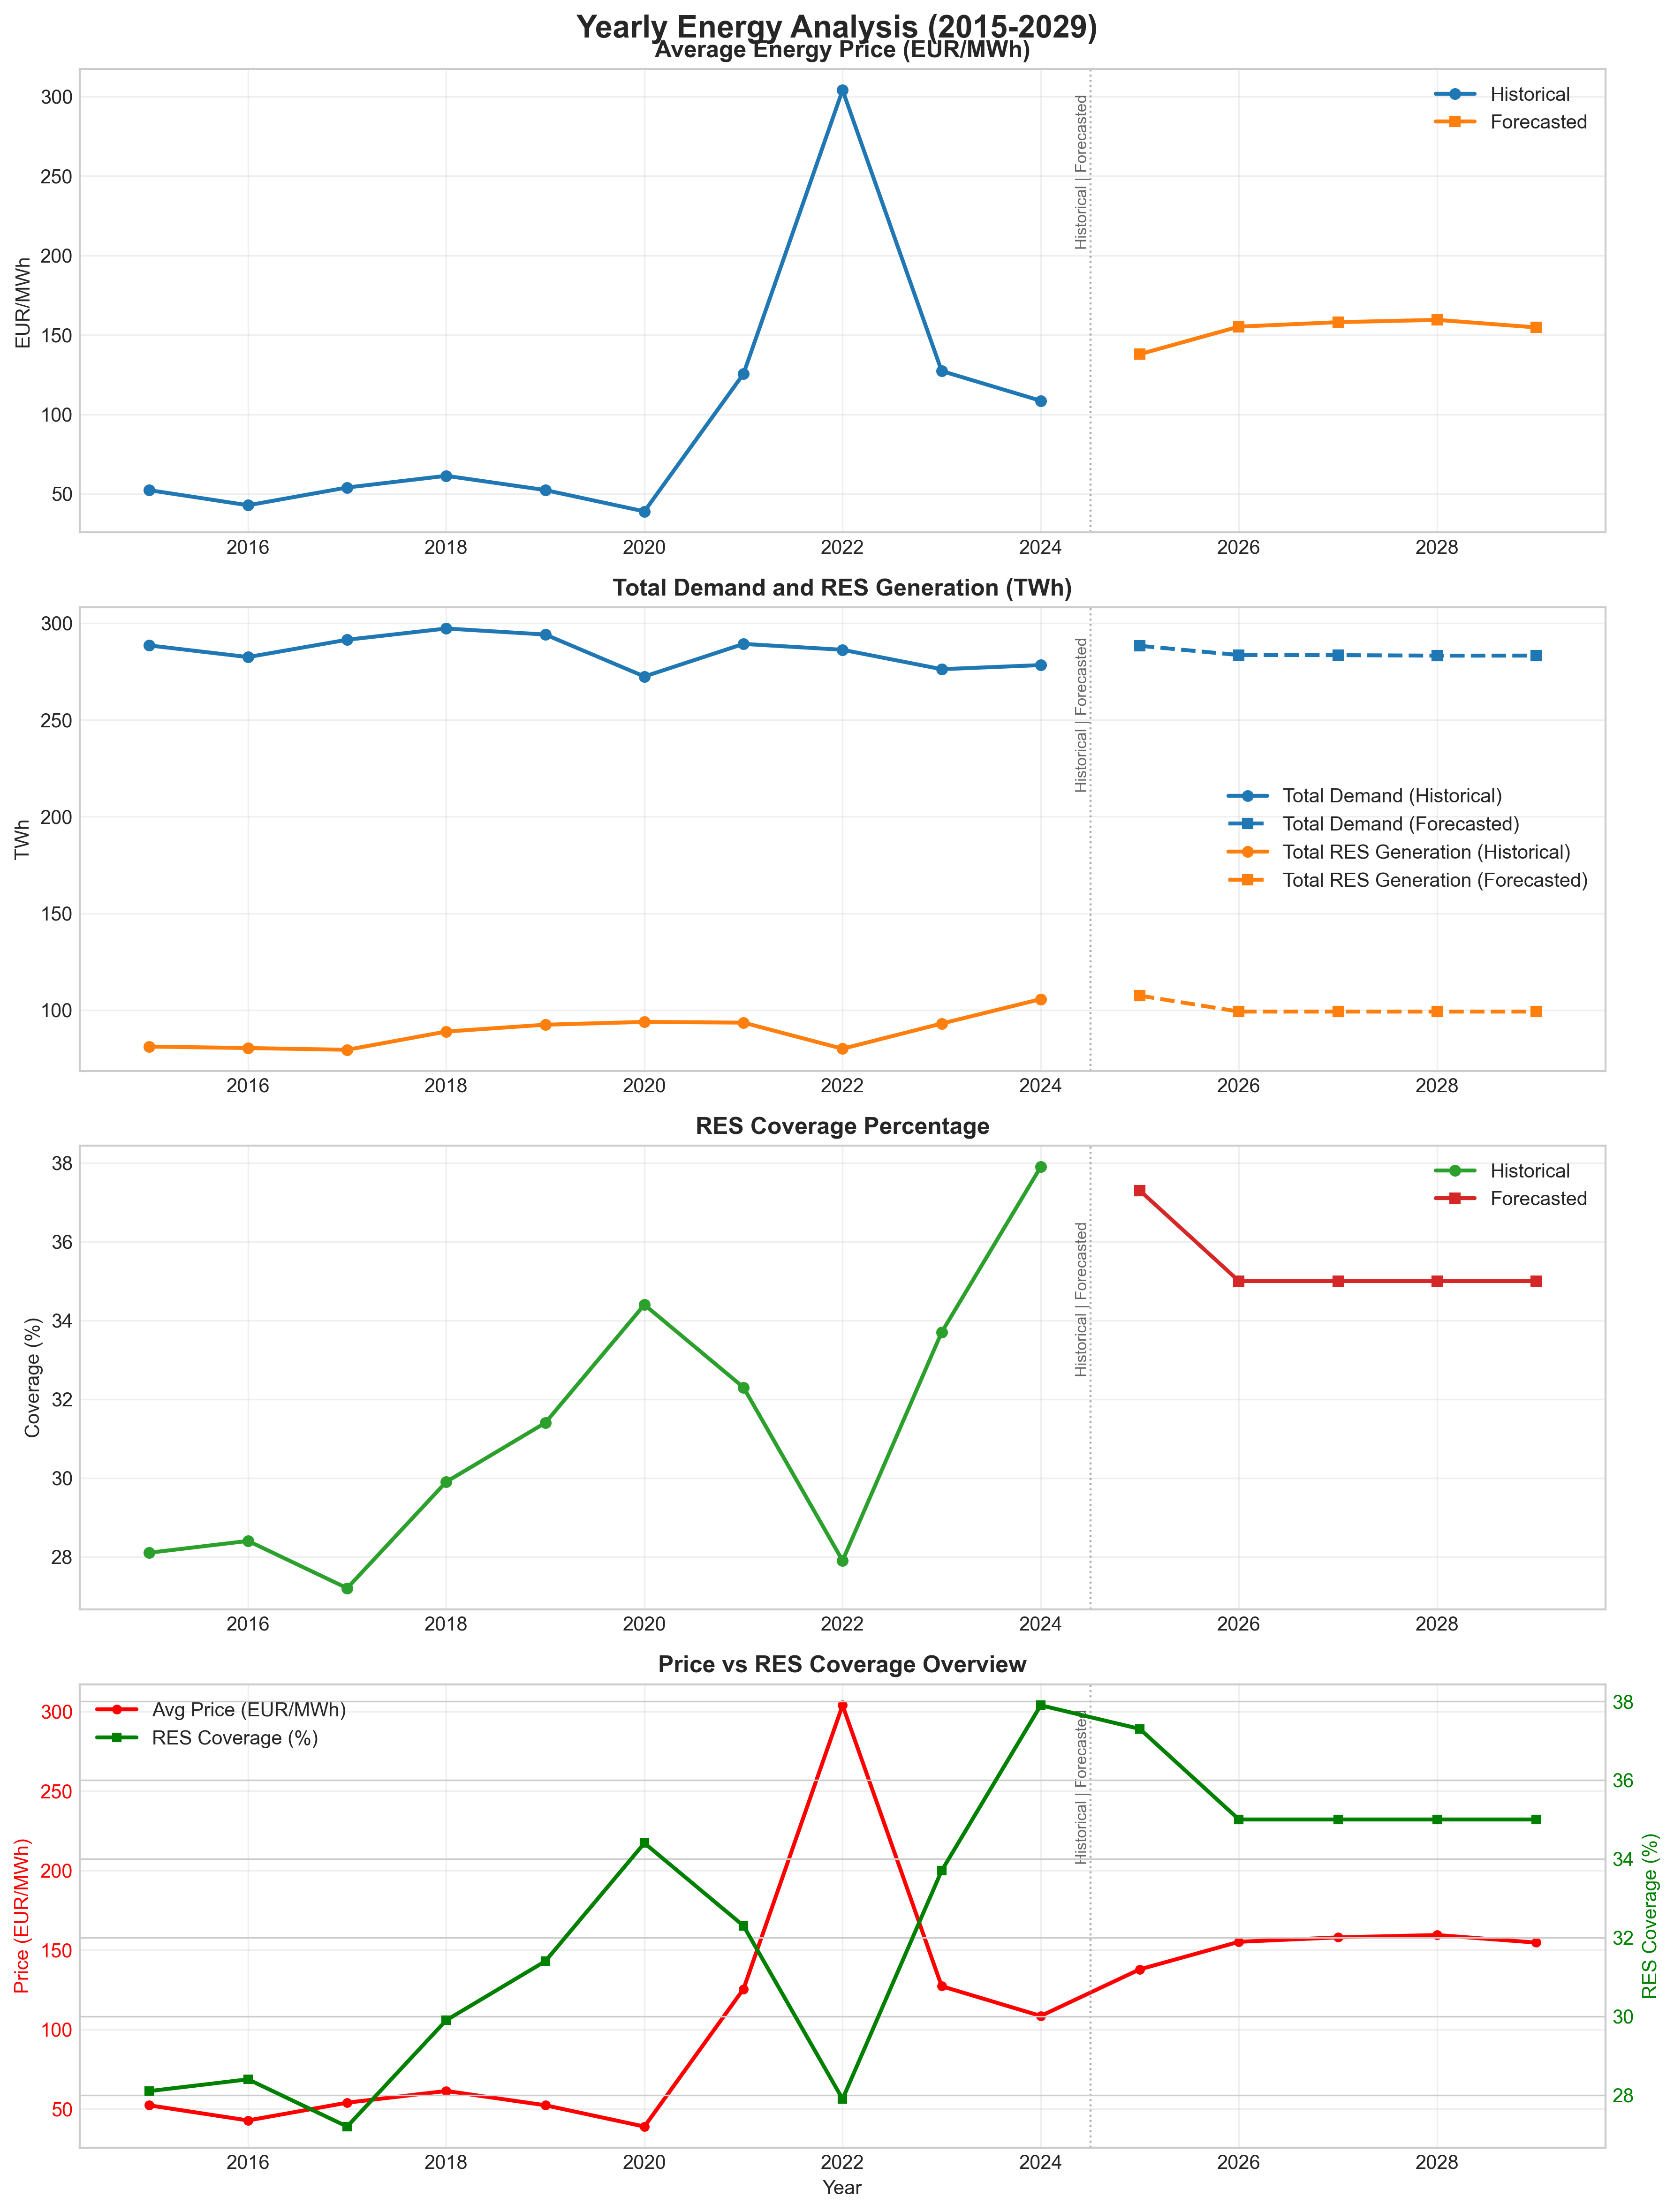 Yearly Energy Analysis (2015-2029)
Average Energy Price (EUR/MWh)
EUR/MWh
300
250
200
150
100
50
2016 2018 2020 2022 2024 2026 2028
Historical | Forecasted
Historical
Forecasted
Total Demand and RES Generation (TWh)
TWh
300
250
200
150
100
2016 2018 2020 2022 2024 2026 2028
Historical | Forecasted
Total Demand (Historical)
Total Demand (Forecasted)
Total RES Generation (Historical)
Total RES Generation (Forecasted)
RES Coverage Percentage
Coverage (%)
38
36
34
32
30
28
2016 2018 2020 2022 2024 2026 2028
Historical | Forecasted
Historical
Forecasted
Price vs RES Coverage Overview
Price (EUR/MWh)
300
250
200
150
100
50
Avg Price (EUR/MWh)
RES Coverage (%)
Historical | Forecasted
38
36
34
32
30
28
RES Coverage (%)
2016 2018 2020 2022 2024 2026 2028
Year